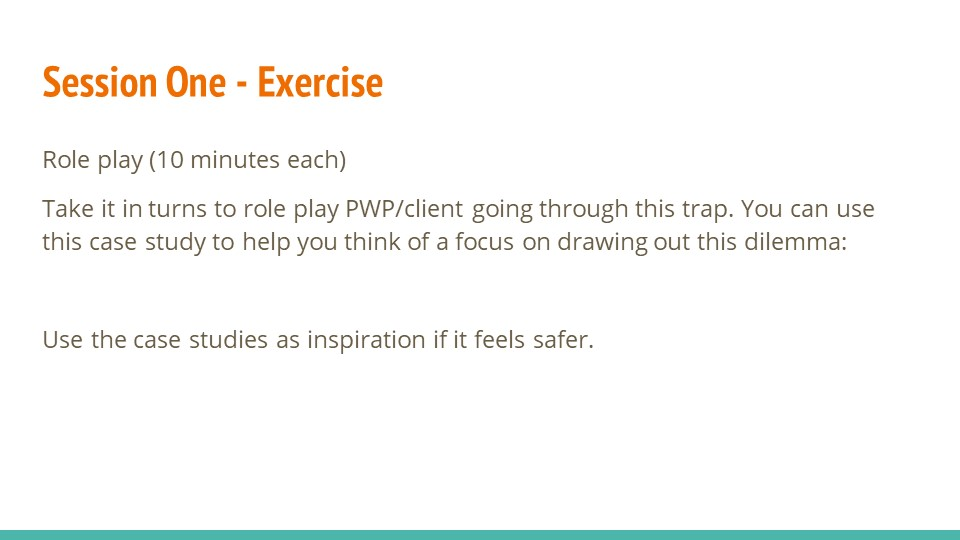 Session One - Exercise
Role play (10 minutes each)
Take it in turns to role play PWP/client going through this trap. You can use
this case study to help you think of a focus on drawing out this dilemma:
Use the case studies as inspiration if it feels safer.